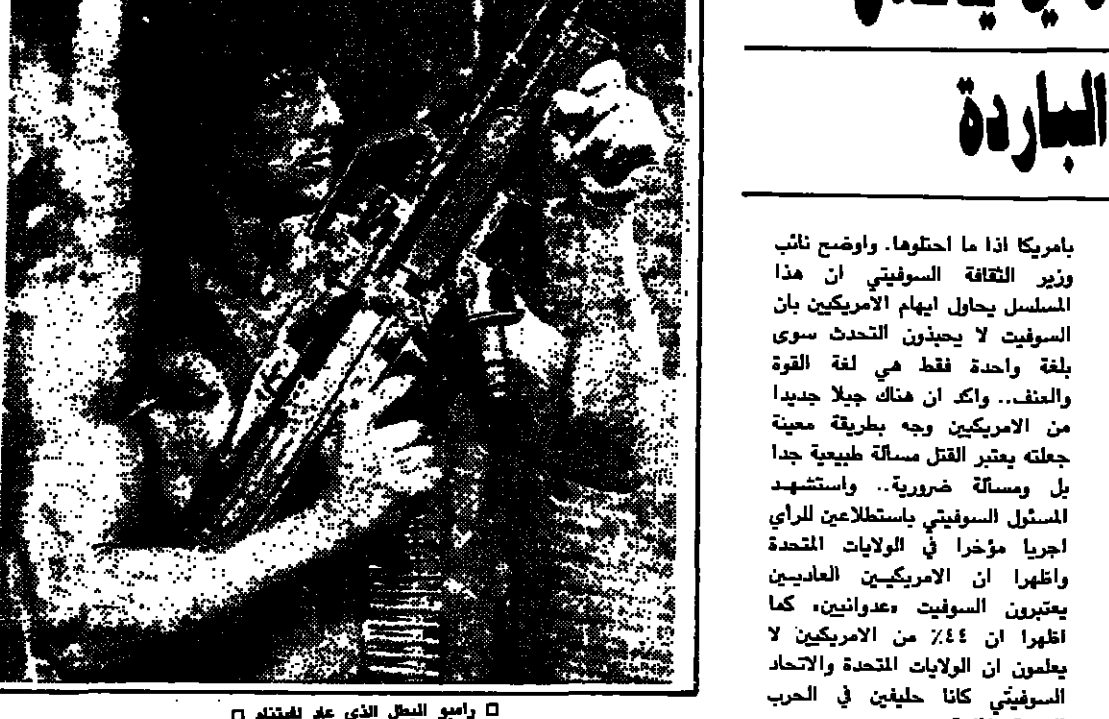 الباردة
بامريكا اذا ما احتلوها. واوضح نائب
وزير الثقافة السوفيتي ان هذا
المسلسل يحاول ايهام الامريكيين بان
السوفيت لا يحبذون التحدث سوى
بلغة واحدة فقط هي لغة القوة
والعنف.. واكد ان هناك جيلا جديدا
من الامريكيين وجه بطريقة معينة
جعلته يعتبر القتل مسألة طبيعية جدا
بل ومسألة ضرورية.. واستشهد
المسئول السوفيتي باستطلاعين للرأي
اجريا مؤخرا في الولايات المتحدة
واظهرا ان الامريكيين العاديين
يعتبرون السوفيت «عدوانيين» كما
اظهرا ان ٤٤٪ من الامريكيين لا
يعلمون ان الولايات المتحدة والاتحاد
السوفيتي كانا حليفين في الحرب
□ رامبو البطل الذي عاد لفيتنام □